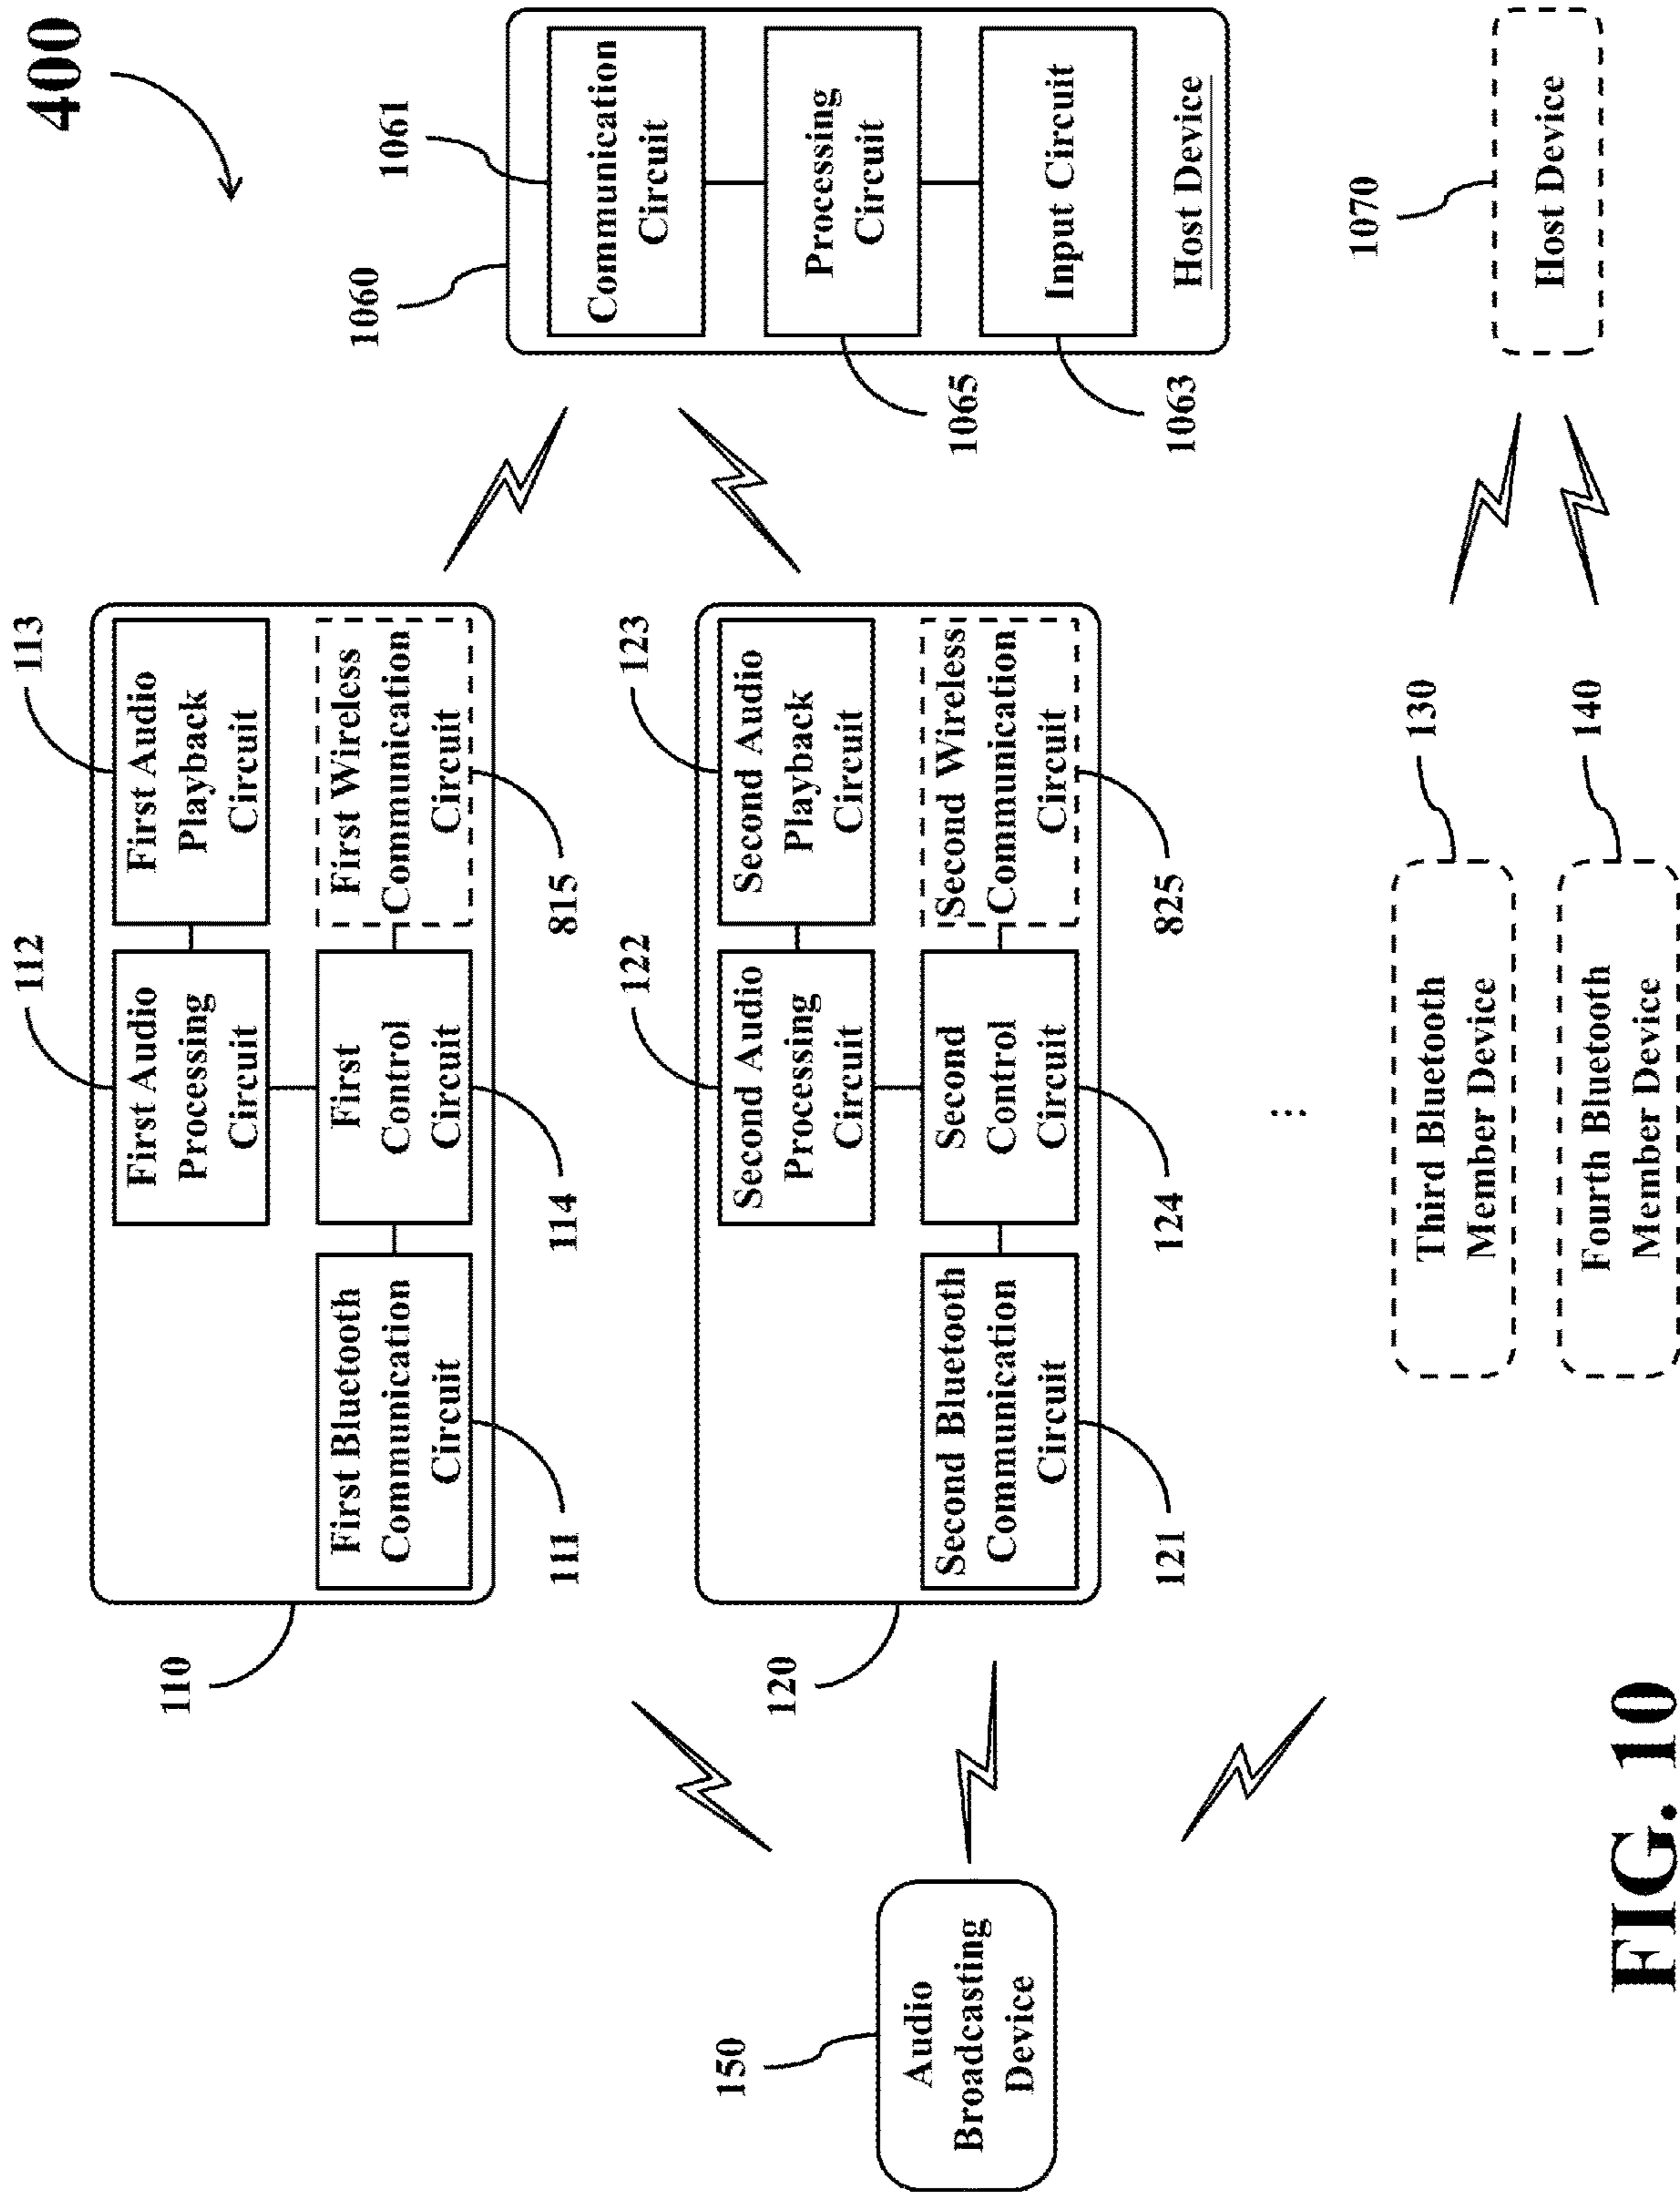 400
110
112
First Audio
Processing
Circuit
113
First Audio
Playback
Circuit
First Bluetooth
Communication
Circuit
111
First
Control
Circuit
114
First Wireless
Communication
Circuit
815
1060
1061
Communication
Circuit
Processing
Circuit
1065
Input Circuit
1063
Host Device
150
Audio
Broadcasting
Device
120
122
Second Audio
Processing
Circuit
123
Second Audio
Playback
Circuit
Second Bluetooth
Communication
Circuit
121
Second
Control
Circuit
124
Second Wireless
Communication
Circuit
825
...
Third Bluetooth
Member Device
130
Fourth Bluetooth
Member Device
140
1070
Host Device
FIG. 10